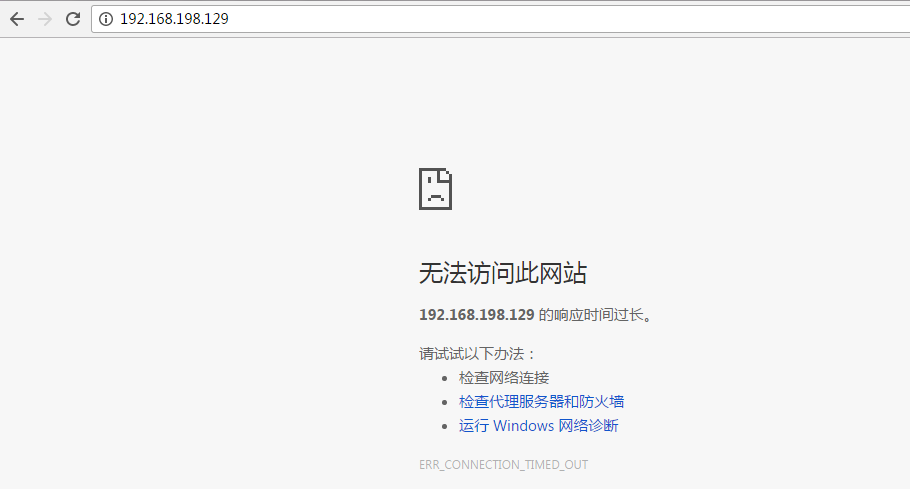 192.168.198.129
无法访问此网站
192.168.198.129 的响应时间过长。
请试试以下办法：
检查网络连接
检查代理服务器和防火墙
运行 Windows 网络诊断
ERR_CONNECTION_TIMED_OUT